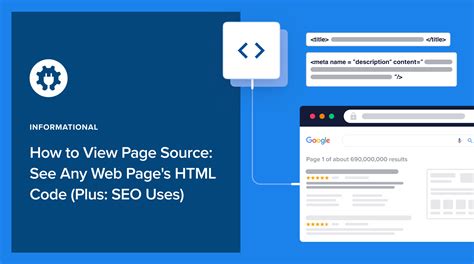 INFORMATIONAL
How to View Page Source:
See Any Web Page's HTML
Code (Plus: SEO Uses)
< >
<title> </title>
<meta name = "description" content="
"/>
Google
Page 1 of about 690,000,000 results